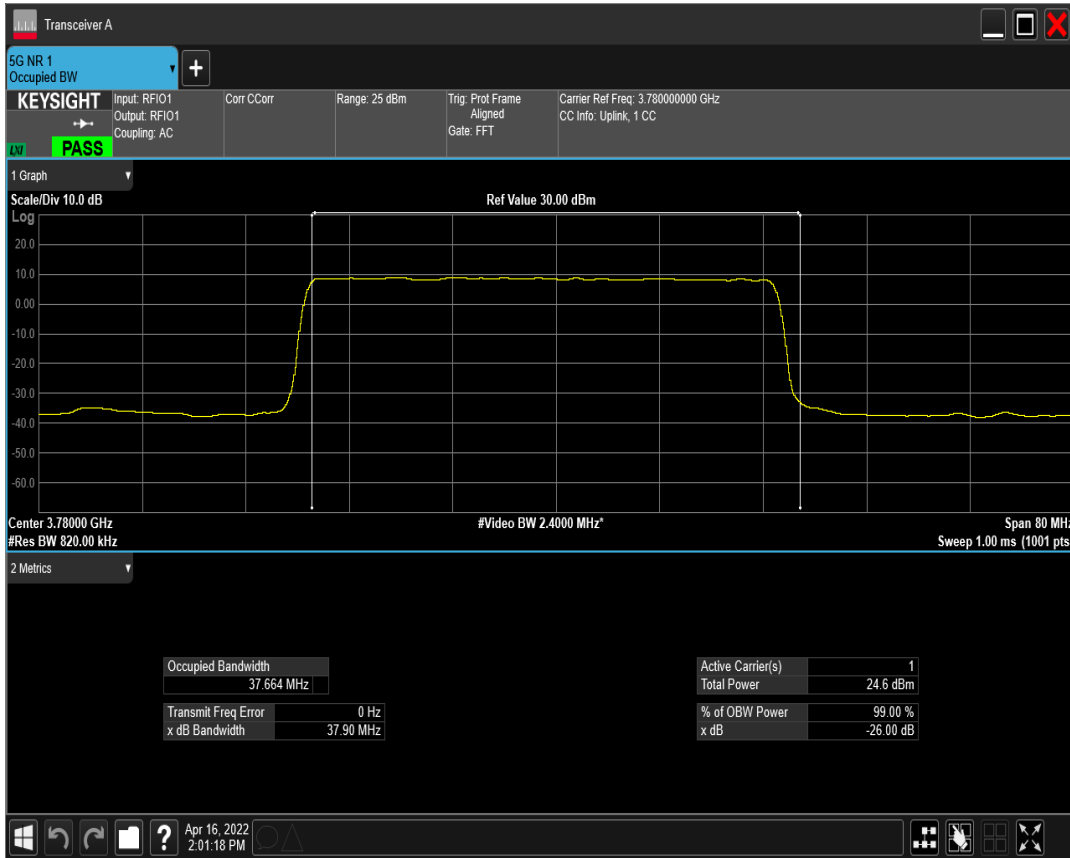 Transceiver A
5G NR 1
Occupied BW
KEYSIGHT
Input: RFIO1
Output: RFIO1
Coupling: AC
Corr CCorr
Range: 25 dBm
Trig: Prot Frame
Aligned
Gate: FFT
Carrier Ref Freq: 3.780000000 GHz
CC Info: Uplink, 1 CC
LXI
PASS
1 Graph
Scale/Div 10.0 dB
Ref Value 30.00 dBm
Log
20.0
10.0
0.00
-10.0
-20.0
-30.0
-40.0
-50.0
-60.0
Center 3.78000 GHz
#Video BW 2.4000 MHz*
Span 80 MHz
#Res BW 820.00 kHz
Sweep 1.00 ms (1001 pts
2 Metrics
Occupied Bandwidth
37.664 MHz
Transmit Freq Error 0 Hz
x dB Bandwidth 37.90 MHz
Active Carrier(s) 1
Total Power 24.6 dBm
% of OBW Power 99.00 %
x dB -26.00 dB
?
Apr 16, 2022
2:01:18 PM